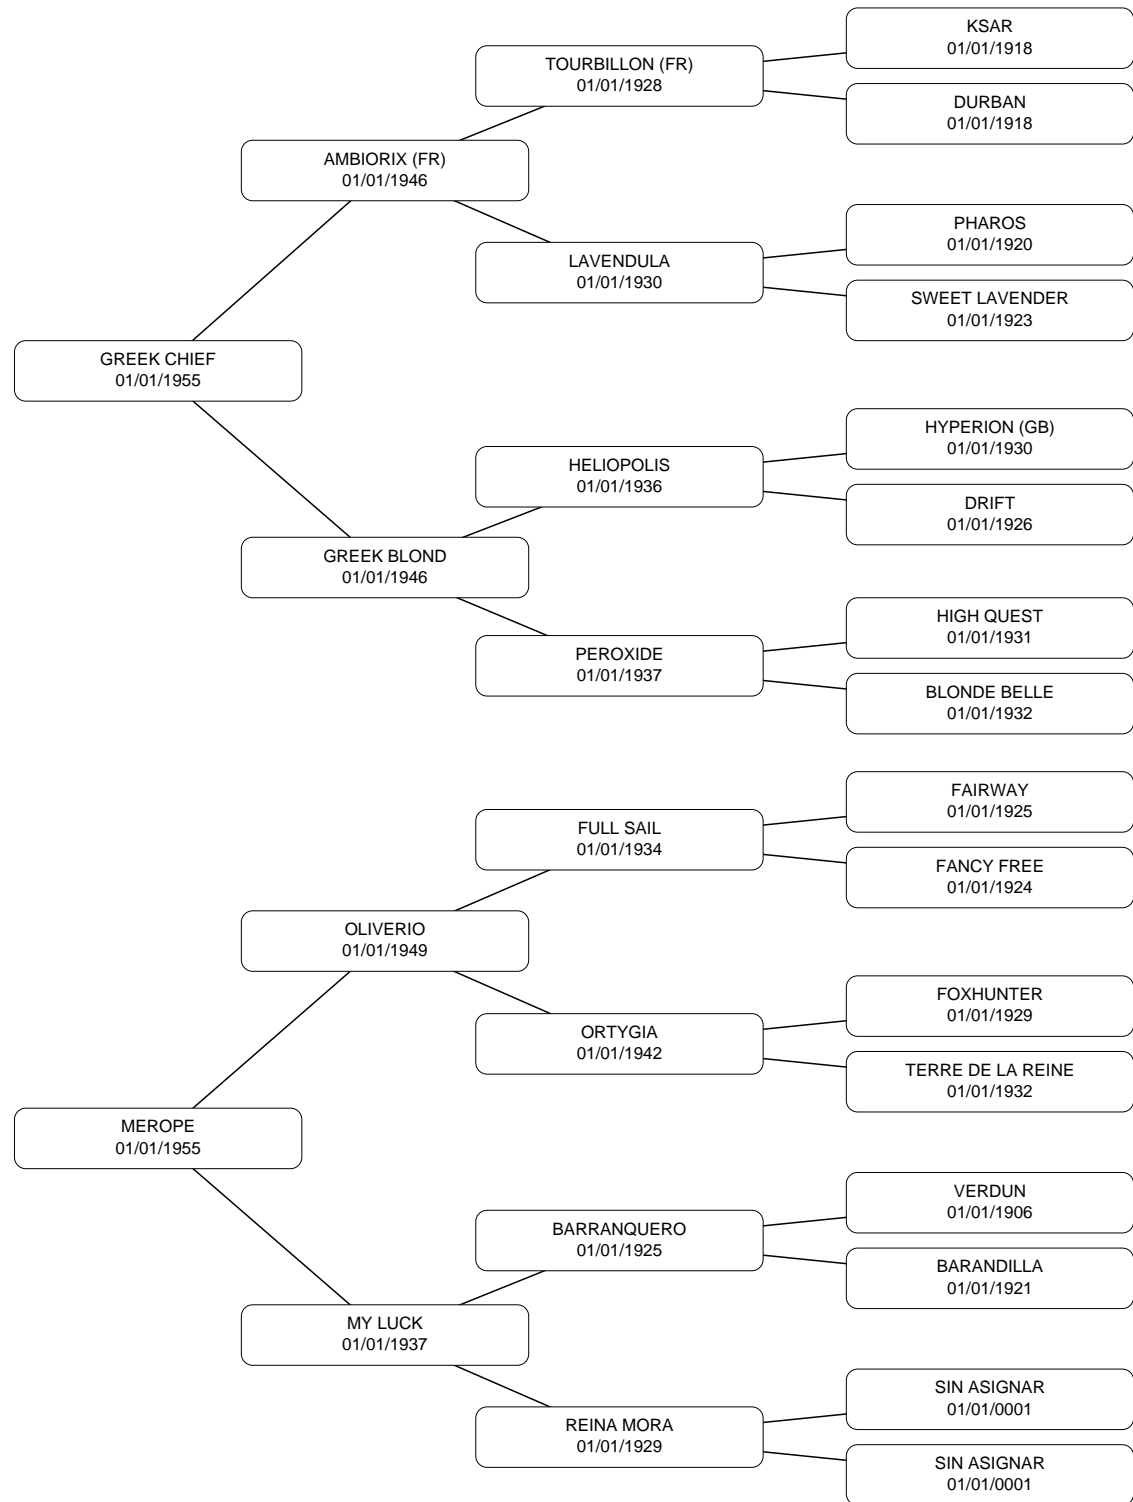 KSAR
01/01/1918
TOURBILLON (FR)
01/01/1928
DURBAN
01/01/1918
AMBIORIX (FR)
01/01/1946
PHAROS
01/01/1920
LAVENDULA
01/01/1930
SWEET LAVENDER
01/01/1923
GREEK CHIEF
01/01/1955
HYPERION (GB)
01/01/1930
HELIOPOLIS
01/01/1936
DRIFT
01/01/1926
GREEK BLOND
01/01/1946
HIGH QUEST
01/01/1931
PEROXIDE
01/01/1937
BLONDE BELLE
01/01/1932
FAIRWAY
01/01/1925
FULL SAIL
01/01/1934
FANCY FREE
01/01/1924
OLIVERIO
01/01/1949
FOXHUNTER
01/01/1929
ORTYGIA
01/01/1942
TERRE DE LA REINE
01/01/1932
MEROPE
01/01/1955
VERDUN
01/01/1906
BARRANQUERO
01/01/1925
BARANDILLA
01/01/1921
MY LUCK
01/01/1937
SIN ASIGNAR
01/01/0001
REINA MORA
01/01/1929
SIN ASIGNAR
01/01/0001